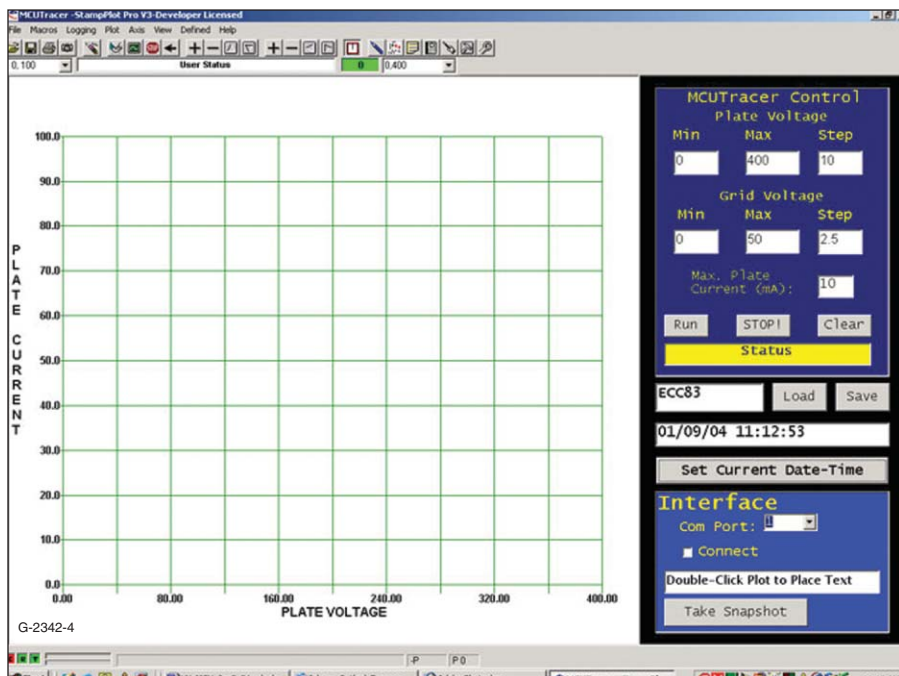 MCUTracer -StampPlot Pro V3-Developer Licensed
File Macros Logging Plot Axis View Defined Help
0,100 User Status 0 0,400
MCUTracer Control
Plate Voltage
Min Max Step
0 400 10
Grid Voltage
Min Max Step
0 50 2.5
Max. Plate
Current (mA): 10
Run STOP! Clear
Status
ECC83 Load Save
01/09/04 11:12:53
Set Current Date-Time
Interface
Com Port: 1
Connect
Double-Click Plot to Place Text
Take Snapshot
PLATE CURRENT
100.0
90.0
80.0
70.0
60.0
50.0
40.0
30.0
20.0
10.0
0.0
0.00 80.00 160.00 240.00 320.00 400.00
PLATE VOLTAGE
G-2342-4
-P P 0